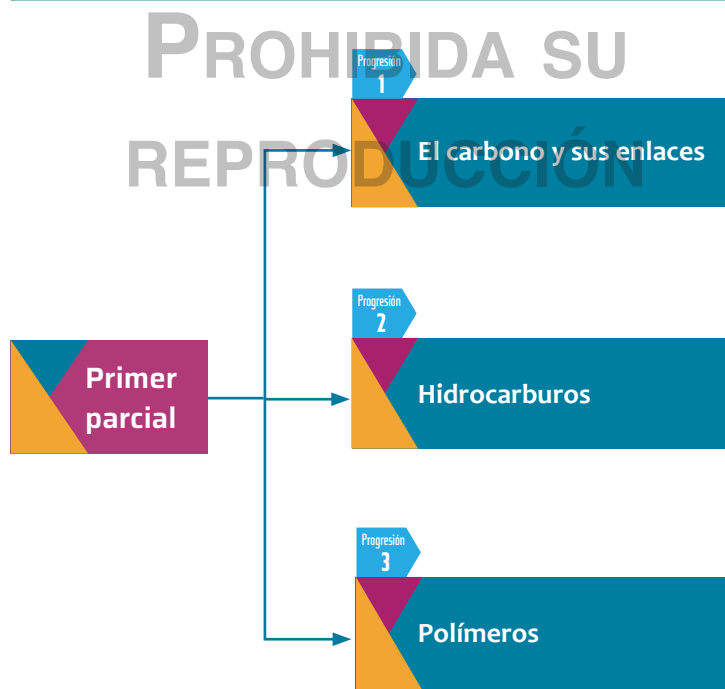 PROHIBIDA SU
REPRODUCCIÓN
Progresión
1
El carbono y sus enlaces
Progresión
2
Hidrocarburos
Primer
parcial
Progresión
3
Polímeros